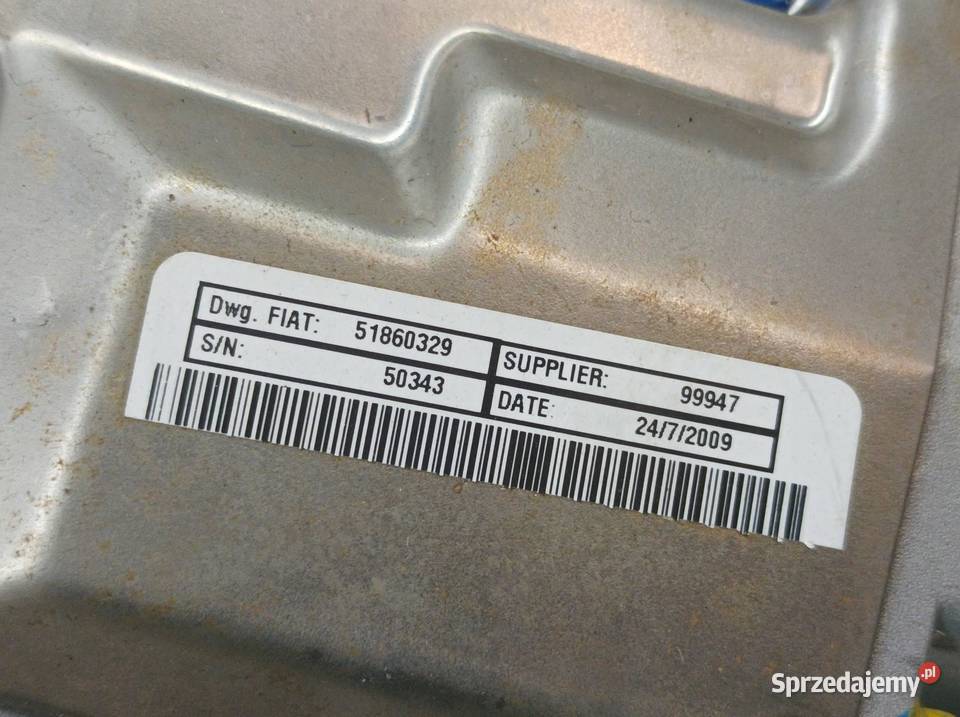 Dwg. FIAT: 51860329
S/N: 50343
SUPPLIER: 99947
DATE: 24/7/2009
Sprzedajemy.pl